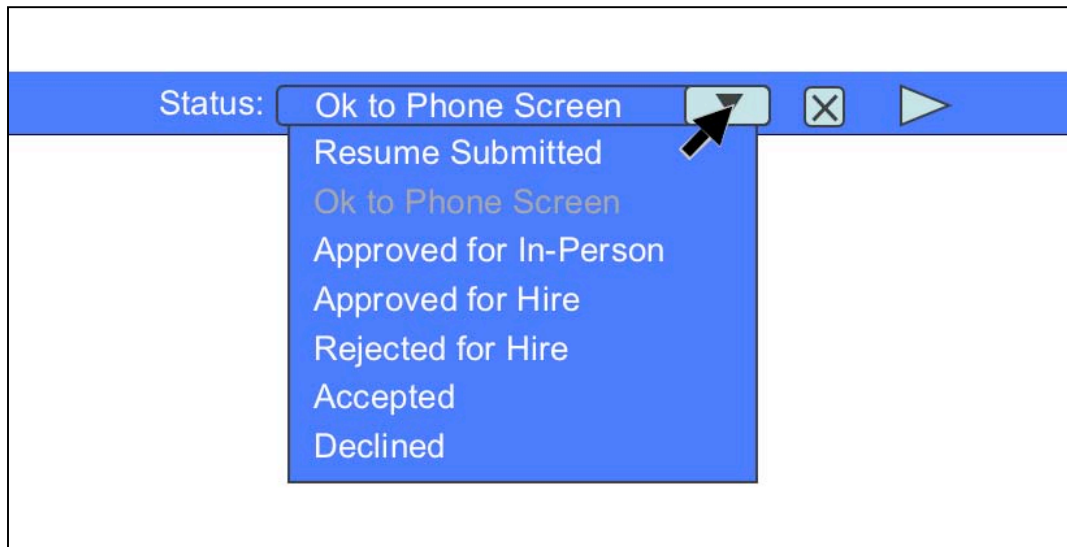 Status: Ok to Phone Screen
Resume Submitted
Ok to Phone Screen
Approved for In-Person
Approved for Hire
Rejected for Hire
Accepted
Declined